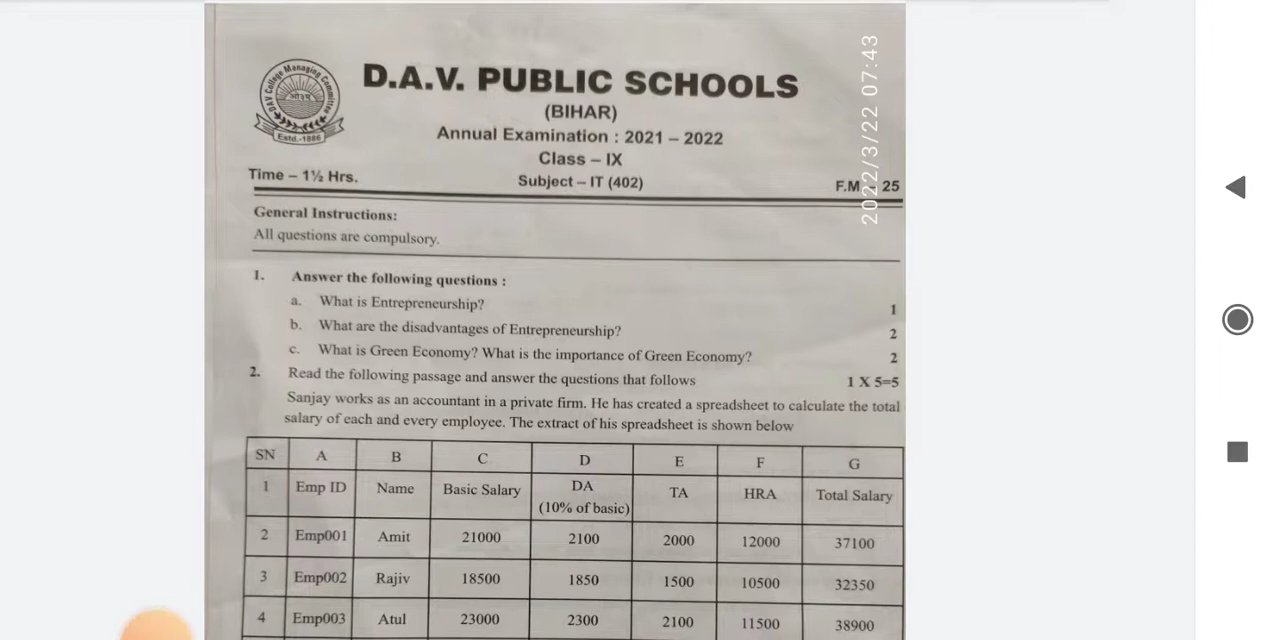 DAV College Managing Committee
ओ३म्
Estd.-1886
D.A.V. PUBLIC SCHOOLS
(BIHAR)
Annual Examination : 2021 – 2022
Class – IX
Time – 1½ Hrs.
Subject – IT (402)
F.M – 25
2022/3/22 07:43
General Instructions:
All questions are compulsory.
1. Answer the following questions :
a. What is Entrepreneurship? 1
b. What are the disadvantages of Entrepreneurship? 2
c. What is Green Economy? What is the importance of Green Economy? 2
2. Read the following passage and answer the questions that follows 1 X 5=5
Sanjay works as an accountant in a private firm. He has created a spreadsheet to calculate the total
salary of each and every employee. The extract of his spreadsheet is shown below
SN A B C D E F G
1 Emp ID Name Basic Salary DA (10% of basic) TA HRA Total Salary
2 Emp001 Amit 21000 2100 2000 12000 37100
3 Emp002 Rajiv 18500 1850 1500 10500 32350
4 Emp003 Atul 23000 2300 2100 11500 38900